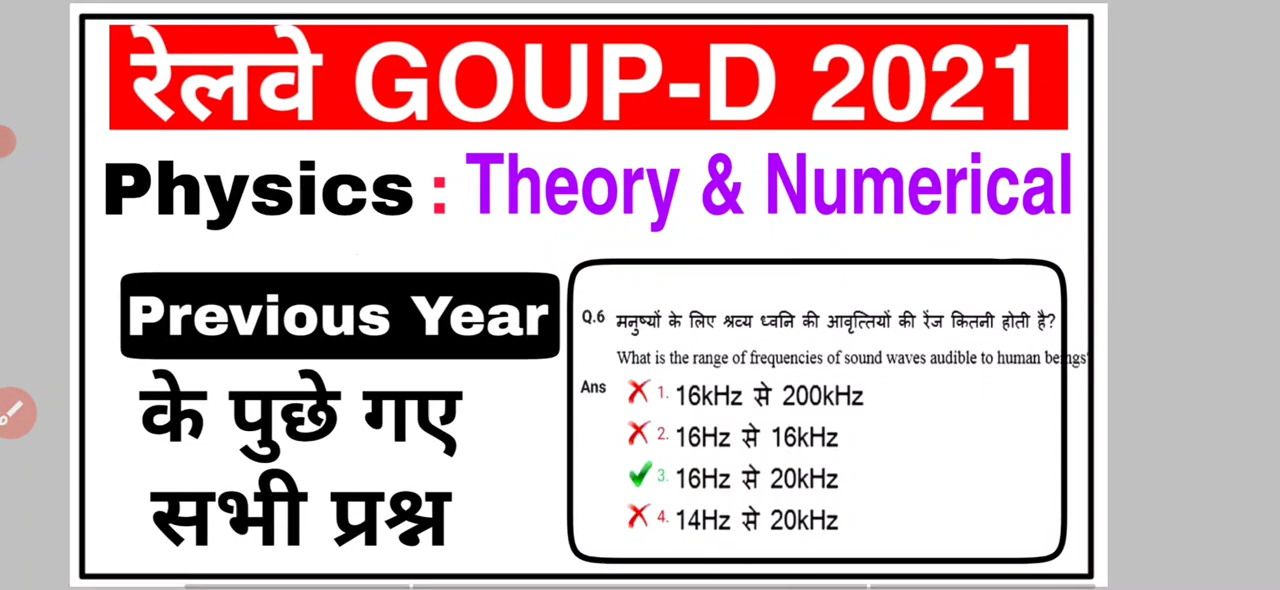 रेलवे GOUP-D 2021
Physics : Theory & Numerical
Previous Year
के पुछे गए
सभी प्रश्न
Q.6 मनुष्यों के लिए श्रव्य ध्वनि की आवृत्तियों की रेंज कितनी होती है?
What is the range of frequencies of sound waves audible to human beings
Ans 1. 16kHz से 200kHz
2. 16Hz से 16kHz
3. 16Hz से 20kHz
4. 14Hz से 20kHz